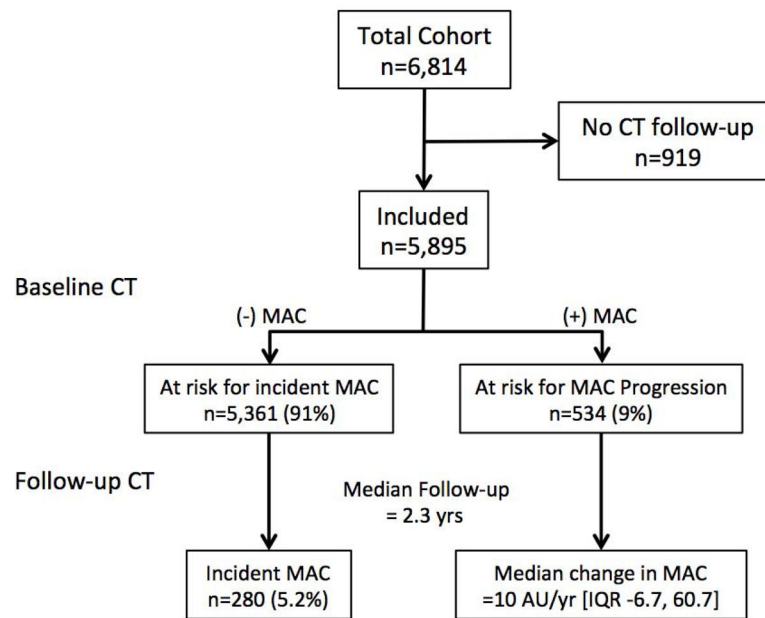 Total Cohort
n=6,814
No CT follow-up
n=919
Included
n=5,895
Baseline CT
(-) MAC
(+) MAC
At risk for incident MAC
n=5,361 (91%)
At risk for MAC Progression
n=534 (9%)
Follow-up CT
Median Follow-up
= 2.3 yrs
Incident MAC
n=280 (5.2%)
Median change in MAC
=10 AU/yr [IQR -6.7, 60.7]